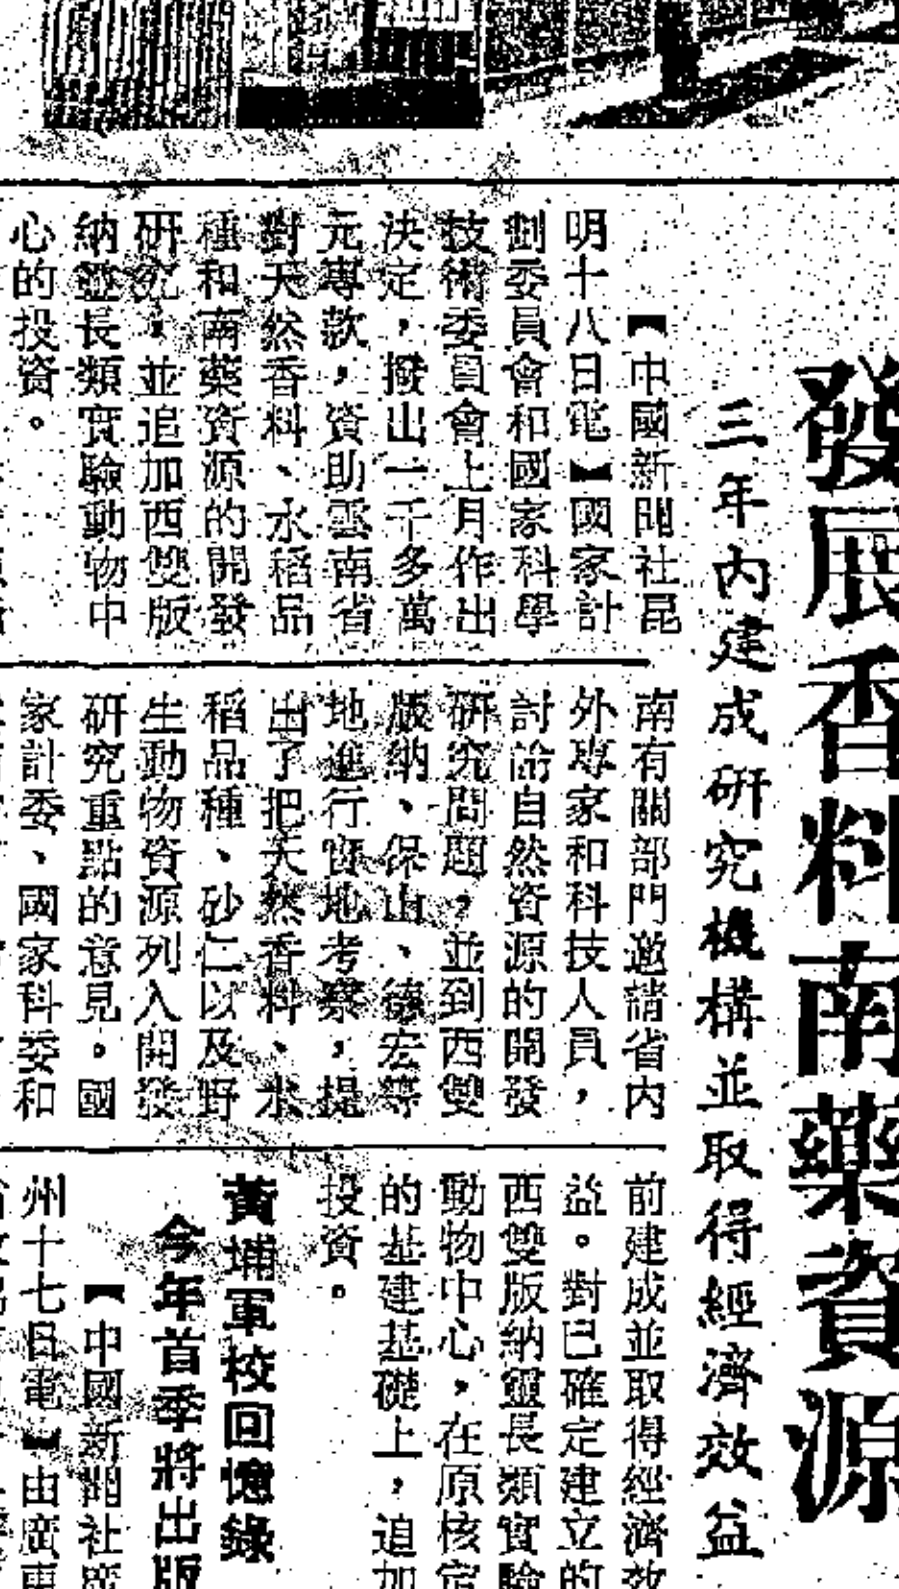 發展香料南藥資源
三年內建成研究機構並取得經濟效益
【中國新聞社昆
明十八日電】國家計
劃委員會和國家科學
技術委員會上月作出
決定，撥出一千多萬
元專款，資助雲南省
對天然香料、水稻品
種和南藥資源的開發
研究，並追加西雙版
納靈長類實驗動物中
心的投資。
南有關部門邀請省內
外專家和科技人員，
討論自然資源的開發
研究問題，並到西雙
版納、保山、德宏等
地進行實地考察，提
出了把天然香料、水
稻品種、砂仁以及野
生動物資源列入開發
研究重點的意見。國
家計委、國家科委和
前建成並取得經濟效
益。對已確定建立的
西雙版納靈長類實驗
動物中心，在原核定
的基建基礎上，追加
投資。
黃埔軍校回憶錄
今年首季將出版
【中國新聞社廣
州十七日電】由廣東